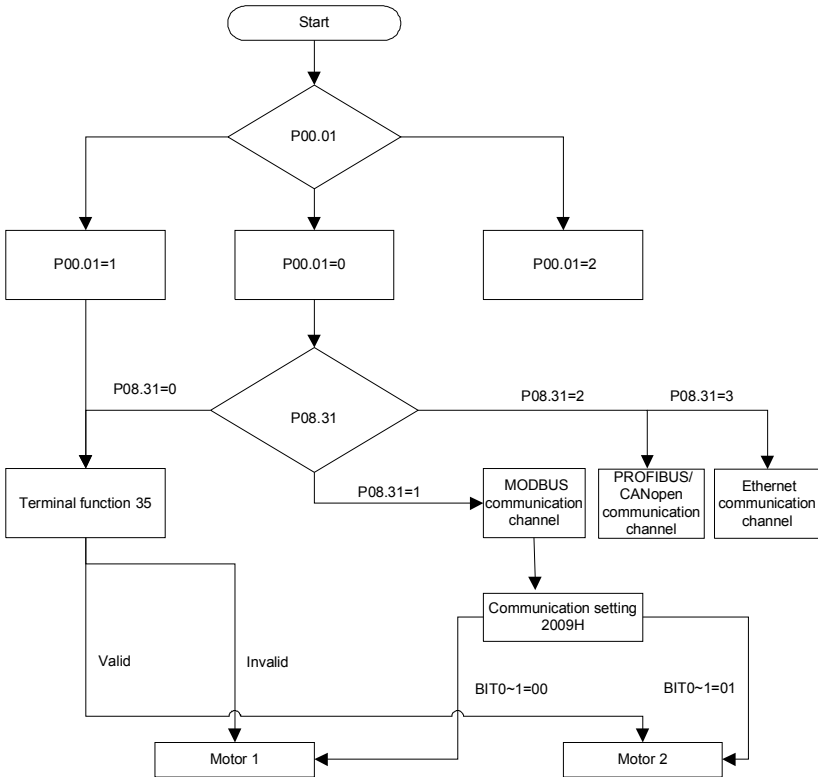 Start
P00.01
P00.01=1
P00.01=0
P00.01=2
P08.31=0
P08.31
P08.31=2
P08.31=3
P08.31=1
Terminal function 35
MODBUS
communication
channel
PROFIBUS/
CANopen
communication
channel
Ethernet
communication
channel
Communication setting
2009H
Valid
Invalid
BIT0~1=00
BIT0~1=01
Motor 1
Motor 2